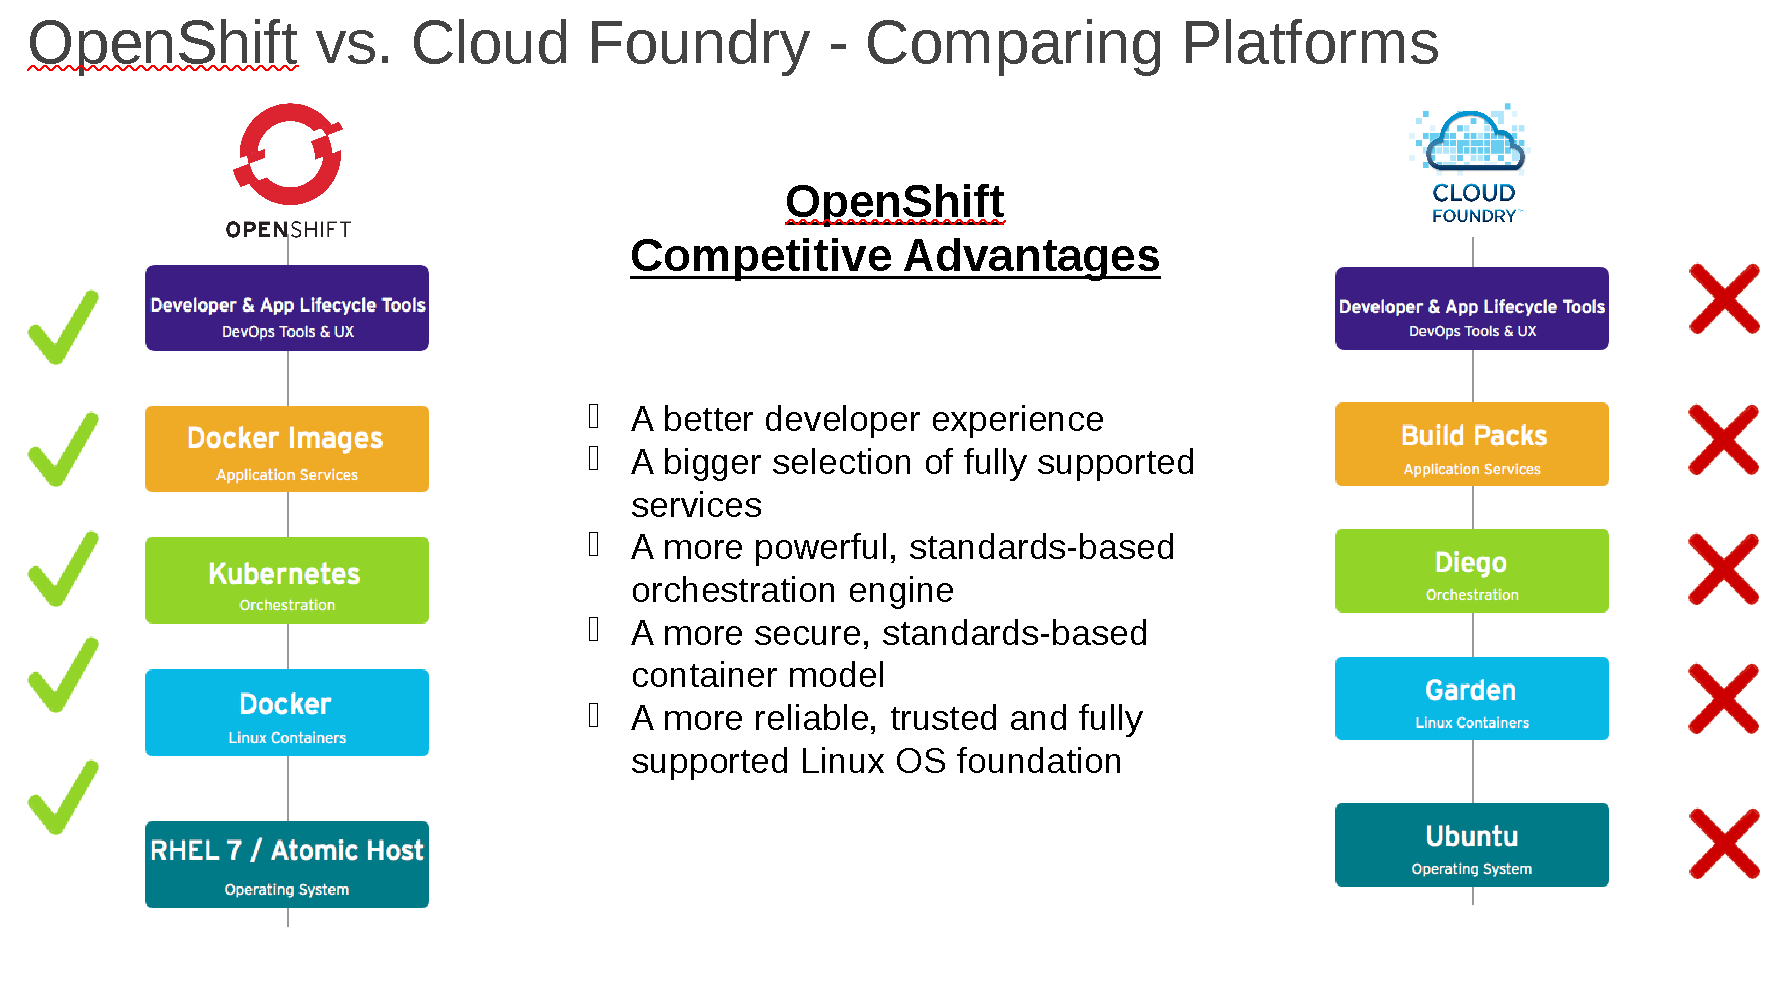 OpenShift vs. Cloud Foundry - Comparing Platforms
OPENSHIFT
Developer & App Lifecycle Tools
DevOps Tools & UX
Docker Images
Application Services
Kubernetes
Orchestration
Docker
Linux Containers
RHEL 7 / Atomic Host
Operating System
OpenShift
Competitive Advantages
A better developer experience
A bigger selection of fully supported
services
A more powerful, standards-based
orchestration engine
A more secure, standards-based
container model
A more reliable, trusted and fully
supported Linux OS foundation
CLOUD
FOUNDRY™
Developer & App Lifecycle Tools
DevOps Tools & UX
Build Packs
Application Services
Diego
Orchestration
Garden
Linux Containers
Ubuntu
Operating System